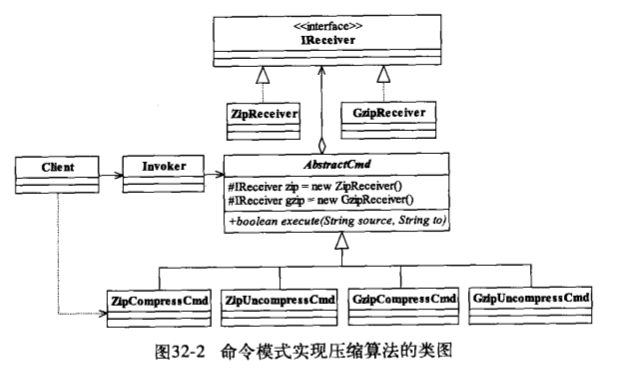 <<interface>>
IReceiver
ZipReceiver
GzipReceiver
Client
Invoker
AbstractCmd
#IReceiver zip = new ZipReceiver()
#IReceiver gzip = new GzipReceiver()
+boolean execute(String source, String to)
ZipCompressCmd
ZipUncompressCmd
GzipCompressCmd
GzipUncompressCmd
图32-2 命令模式实现压缩算法的类图